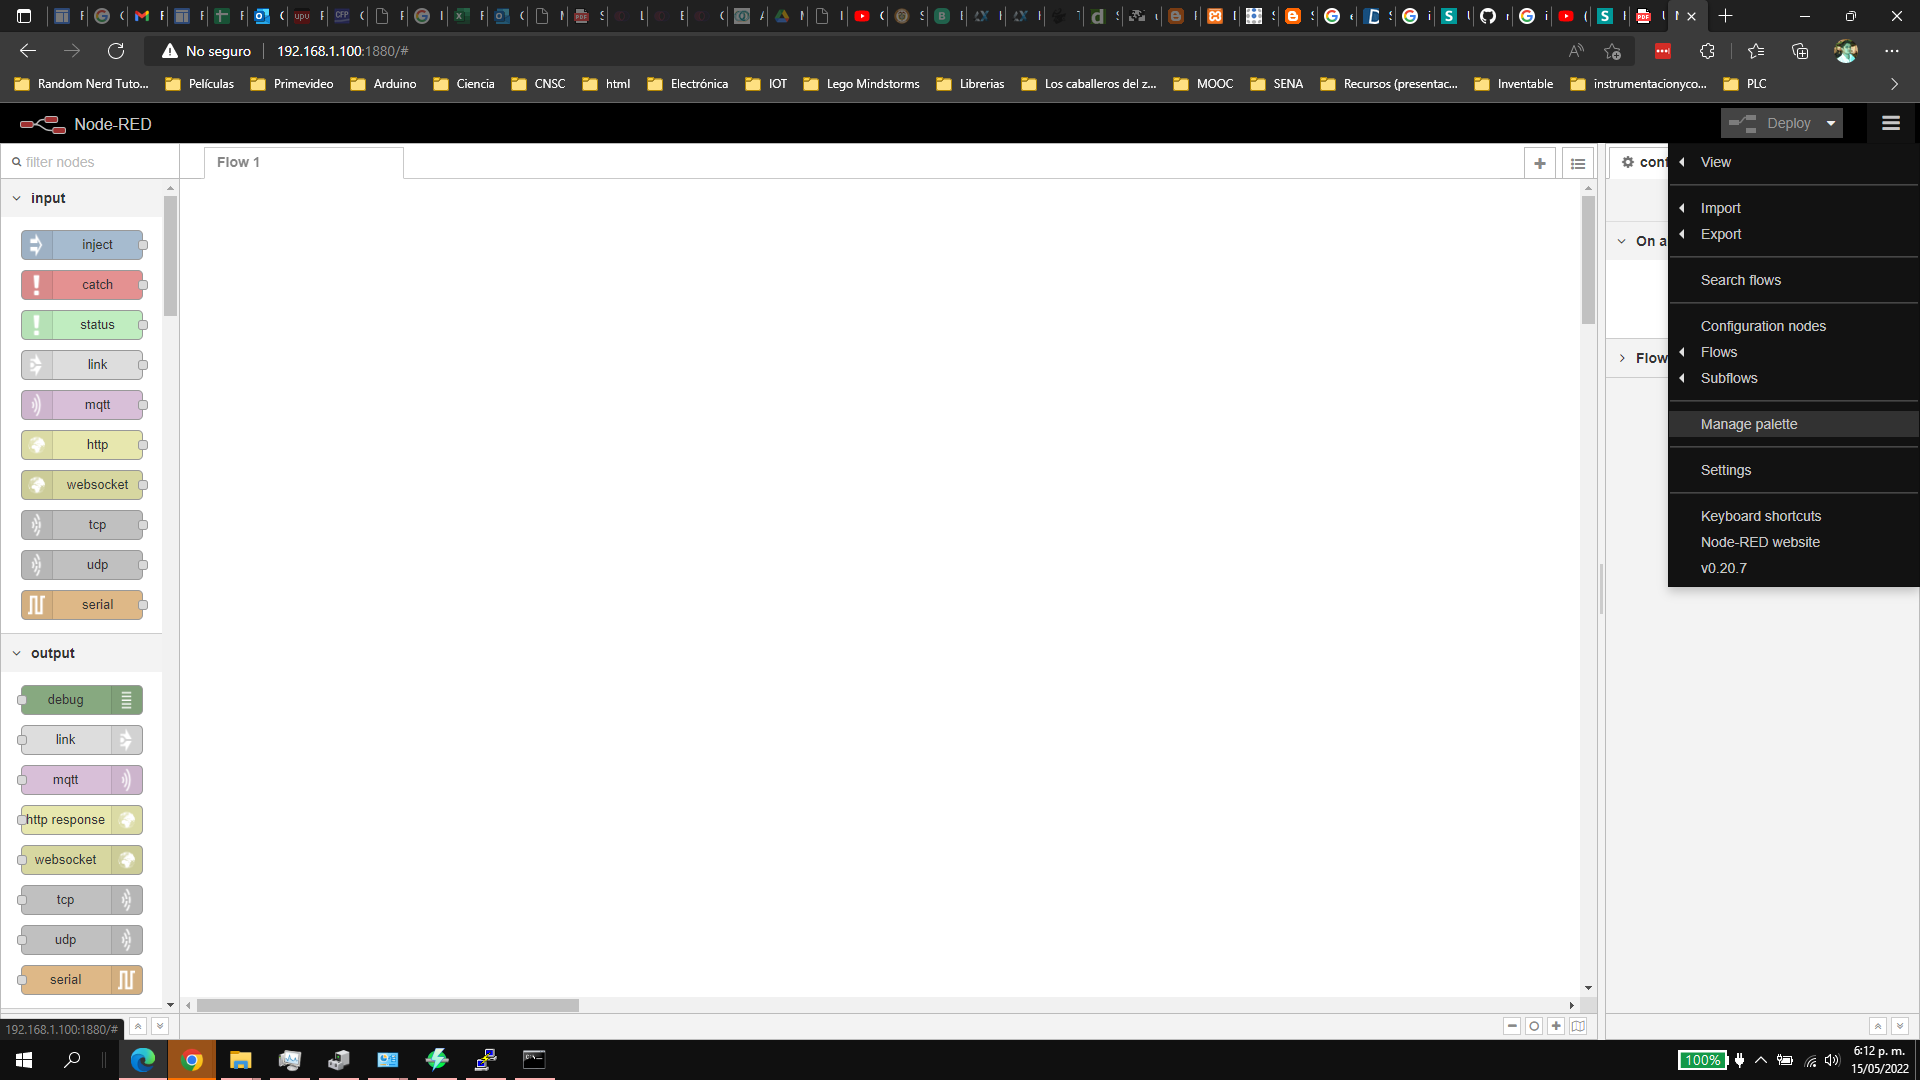 No seguro
192.168.1.100:1880/#
Random Nerd Tuto...
Películas
Primevideo
Arduino
Ciencia
CNSC
html
Electrónica
IOT
Lego Mindstorms
Librerias
Los caballeros del z...
MOOC
SENA
Recursos (presentac...
Inventable
instrumentacionyco...
PLC
Node-RED
Deploy
filter nodes
Flow 1
input
inject
catch
status
link
mqtt
http
websocket
tcp
udp
serial
output
debug
link
mqtt
http response
websocket
tcp
udp
serial
conf
On a
Flow
View
Import
Export
Search flows
Configuration nodes
Flows
Subflows
Manage palette
Settings
Keyboard shortcuts
Node-RED website
v0.20.7
192.168.1.100:1880/#
100%
6:12 p. m.
15/05/2022